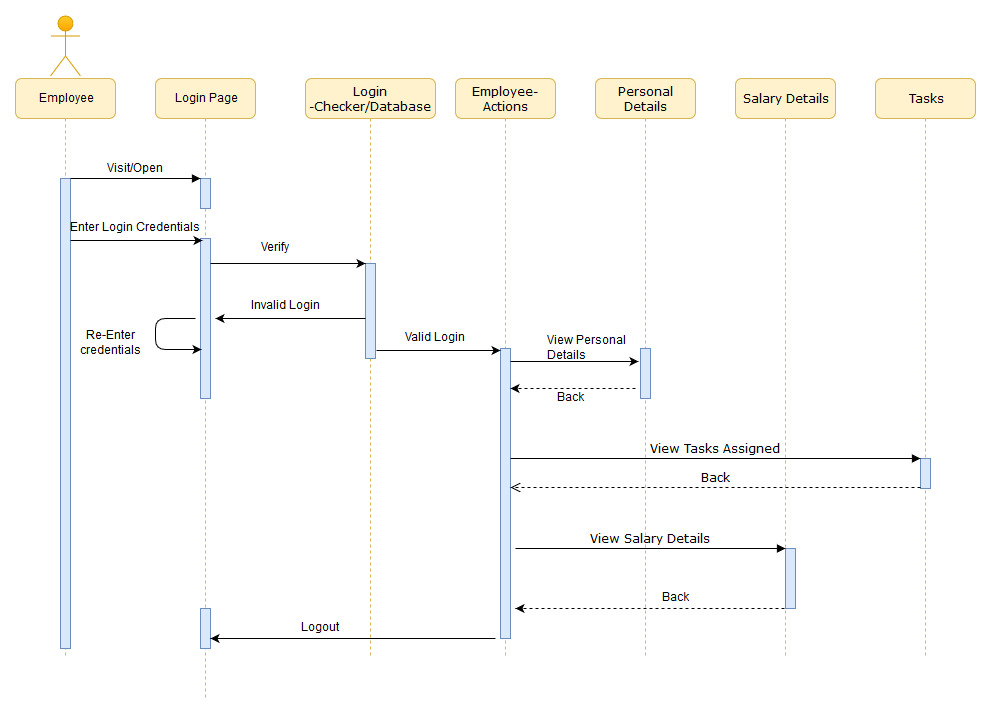 Employee
Login Page
Login
-Checker/Database
Employee-
Actions
Personal
Details
Salary Details
Tasks
Visit/Open
Enter Login Credentials
Verify
Invalid Login
Re-Enter
credentials
Valid Login
View Personal
Details
Back
View Tasks Assigned
Back
View Salary Details
Back
Logout